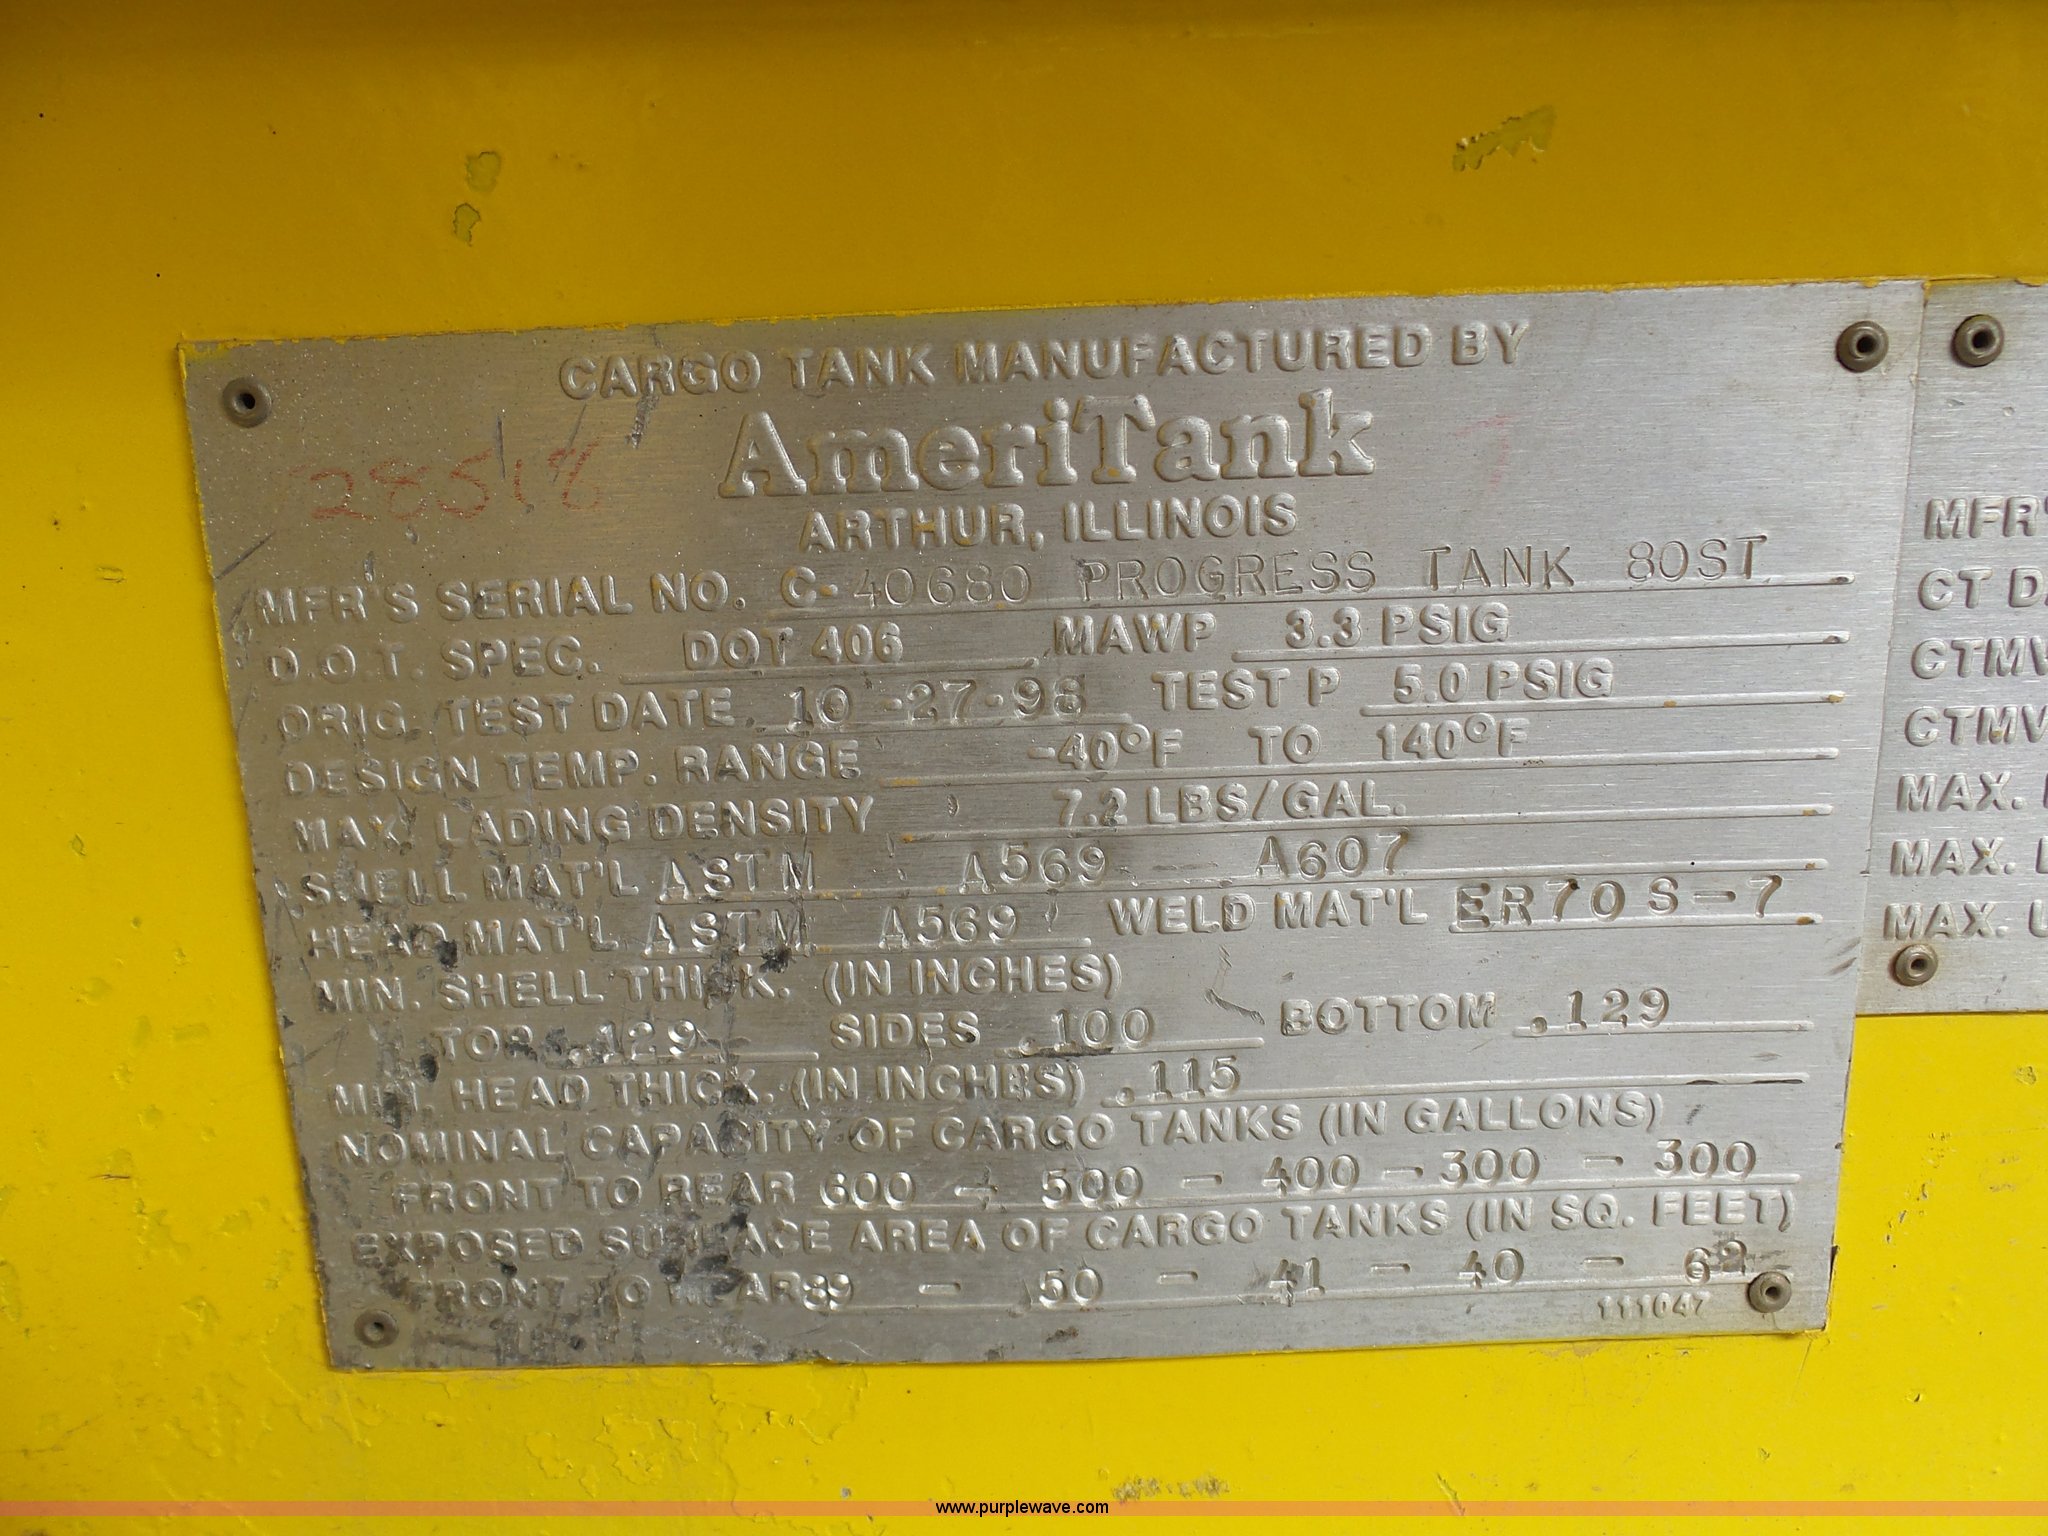 CARGO TANK MANUFACTURED BY
AmeriTank
28518
ARTHUR, ILLINOIS
MFR'S SERIAL NO. C-40680 PROGRESS TANK 80ST
D.O.T. SPEC. DOT 406 MAWP 3.3 PSIG
ORIG. TEST DATE 10-27-98 TEST P 5.0 PSIG
DESIGN TEMP. RANGE -40°F TO 140°F
MAX. LADING DENSITY 7.2 LBS/GAL.
SHELL MAT'L ASTM A569 - A607
HEAD MAT'L ASTM A569 WELD MAT'L ER70S-7
MIN. SHELL THICK. (IN INCHES)
TOP .129 SIDES .100 BOTTOM .129
MIN. HEAD THICK. (IN INCHES) .115
NOMINAL CAPACITY OF CARGO TANKS (IN GALLONS)
FRONT TO REAR 600 - 500 - 400 - 300 - 300
EXPOSED SURFACE AREA OF CARGO TANKS (IN SQ. FEET)
FRONT TO REAR 89 - 50 - 41 - 40 - 62
111047
MFR'
CT D
CTMV
CTMV
MAX.
MAX.
MAX.
www.purplewave.com